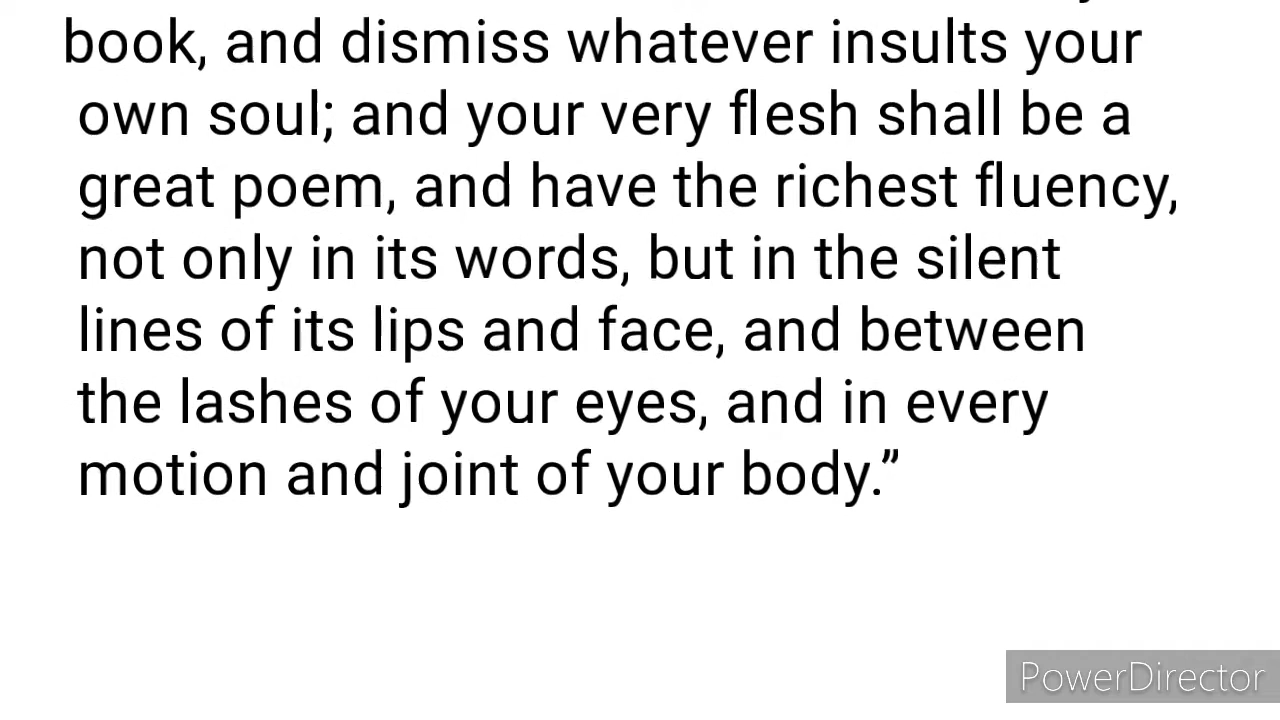 book, and dismiss whatever insults your
own soul; and your very flesh shall be a
great poem, and have the richest fluency,
not only in its words, but in the silent
lines of its lips and face, and between
the lashes of your eyes, and in every
motion and joint of your body.”
PowerDirector